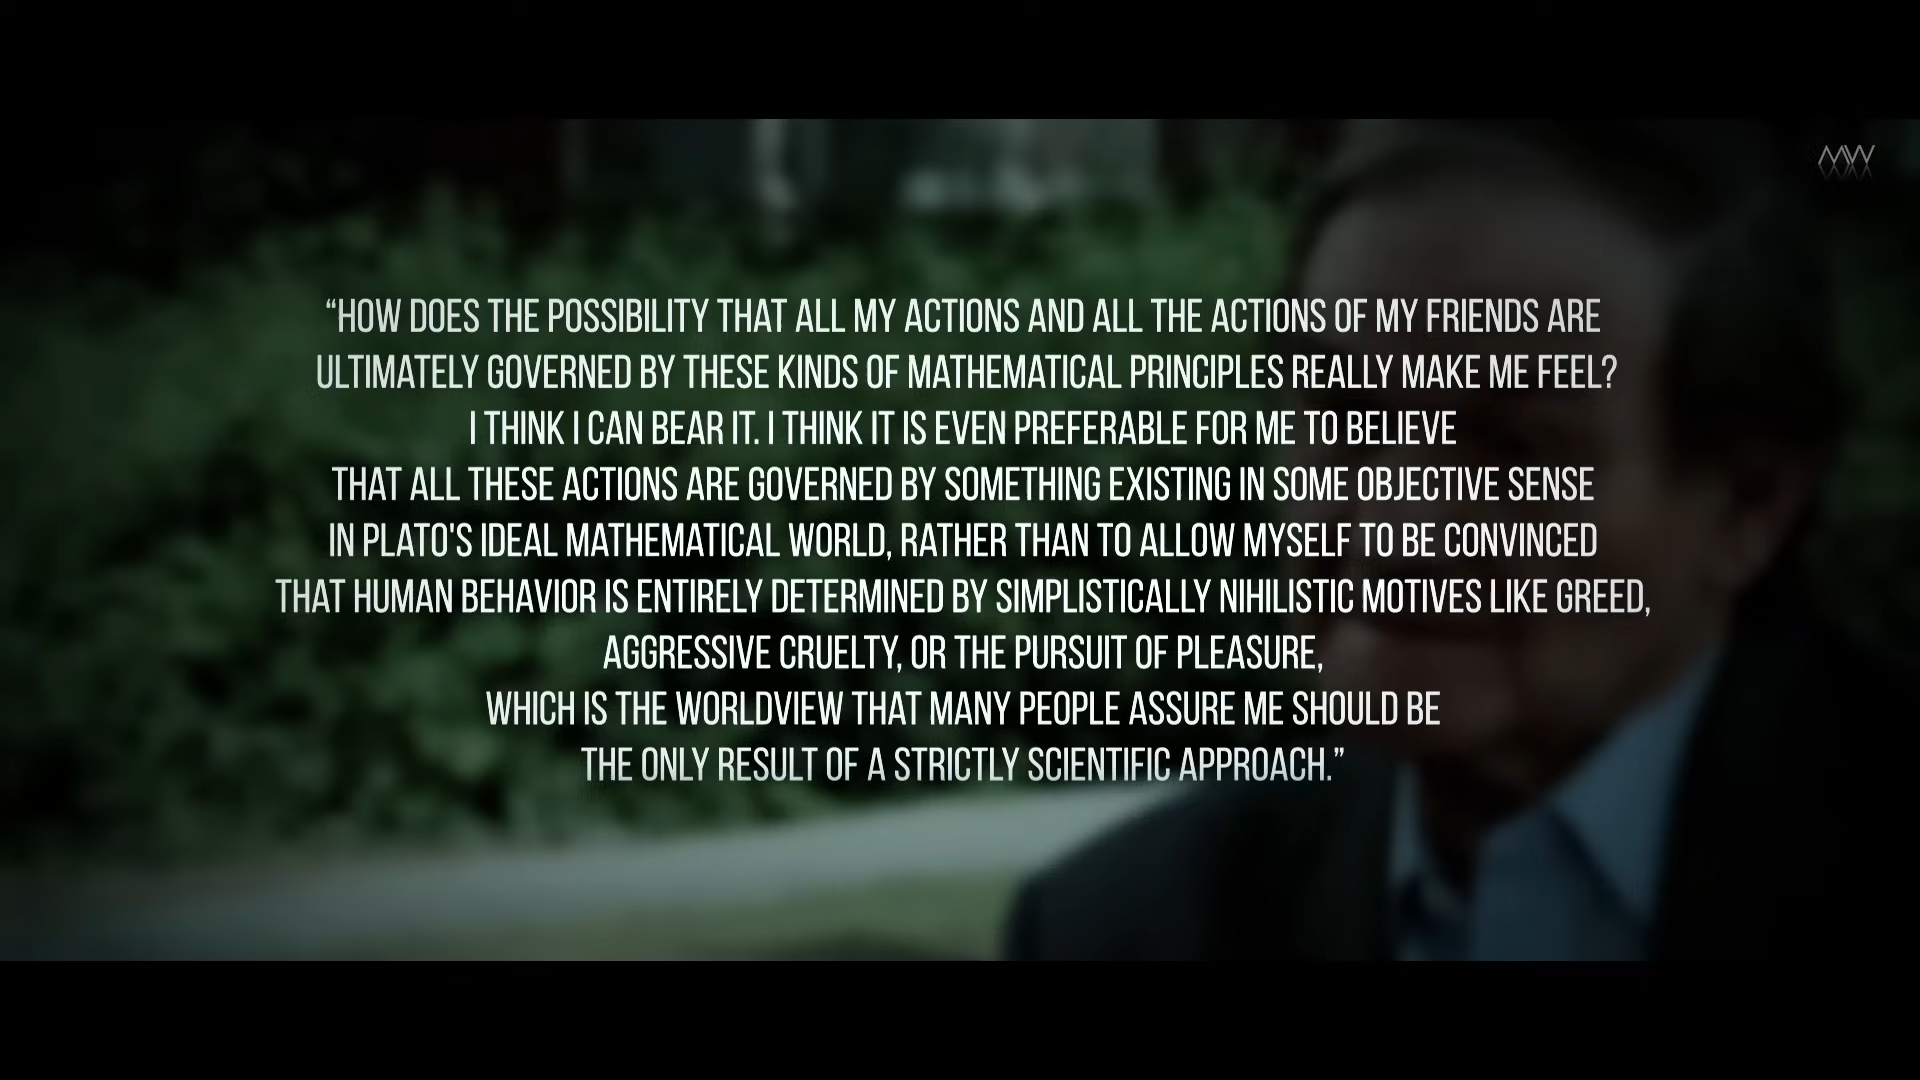 MW
“HOW DOES THE POSSIBILITY THAT ALL MY ACTIONS AND ALL THE ACTIONS OF MY FRIENDS ARE
ULTIMATELY GOVERNED BY THESE KINDS OF MATHEMATICAL PRINCIPLES REALLY MAKE ME FEEL?
I THINK I CAN BEAR IT. I THINK IT IS EVEN PREFERABLE FOR ME TO BELIEVE
THAT ALL THESE ACTIONS ARE GOVERNED BY SOMETHING EXISTING IN SOME OBJECTIVE SENSE
IN PLATO'S IDEAL MATHEMATICAL WORLD, RATHER THAN TO ALLOW MYSELF TO BE CONVINCED
THAT HUMAN BEHAVIOR IS ENTIRELY DETERMINED BY SIMPLISTICALLY NIHILISTIC MOTIVES LIKE GREED,
AGGRESSIVE CRUELTY, OR THE PURSUIT OF PLEASURE,
WHICH IS THE WORLDVIEW THAT MANY PEOPLE ASSURE ME SHOULD BE
THE ONLY RESULT OF A STRICTLY SCIENTIFIC APPROACH.”